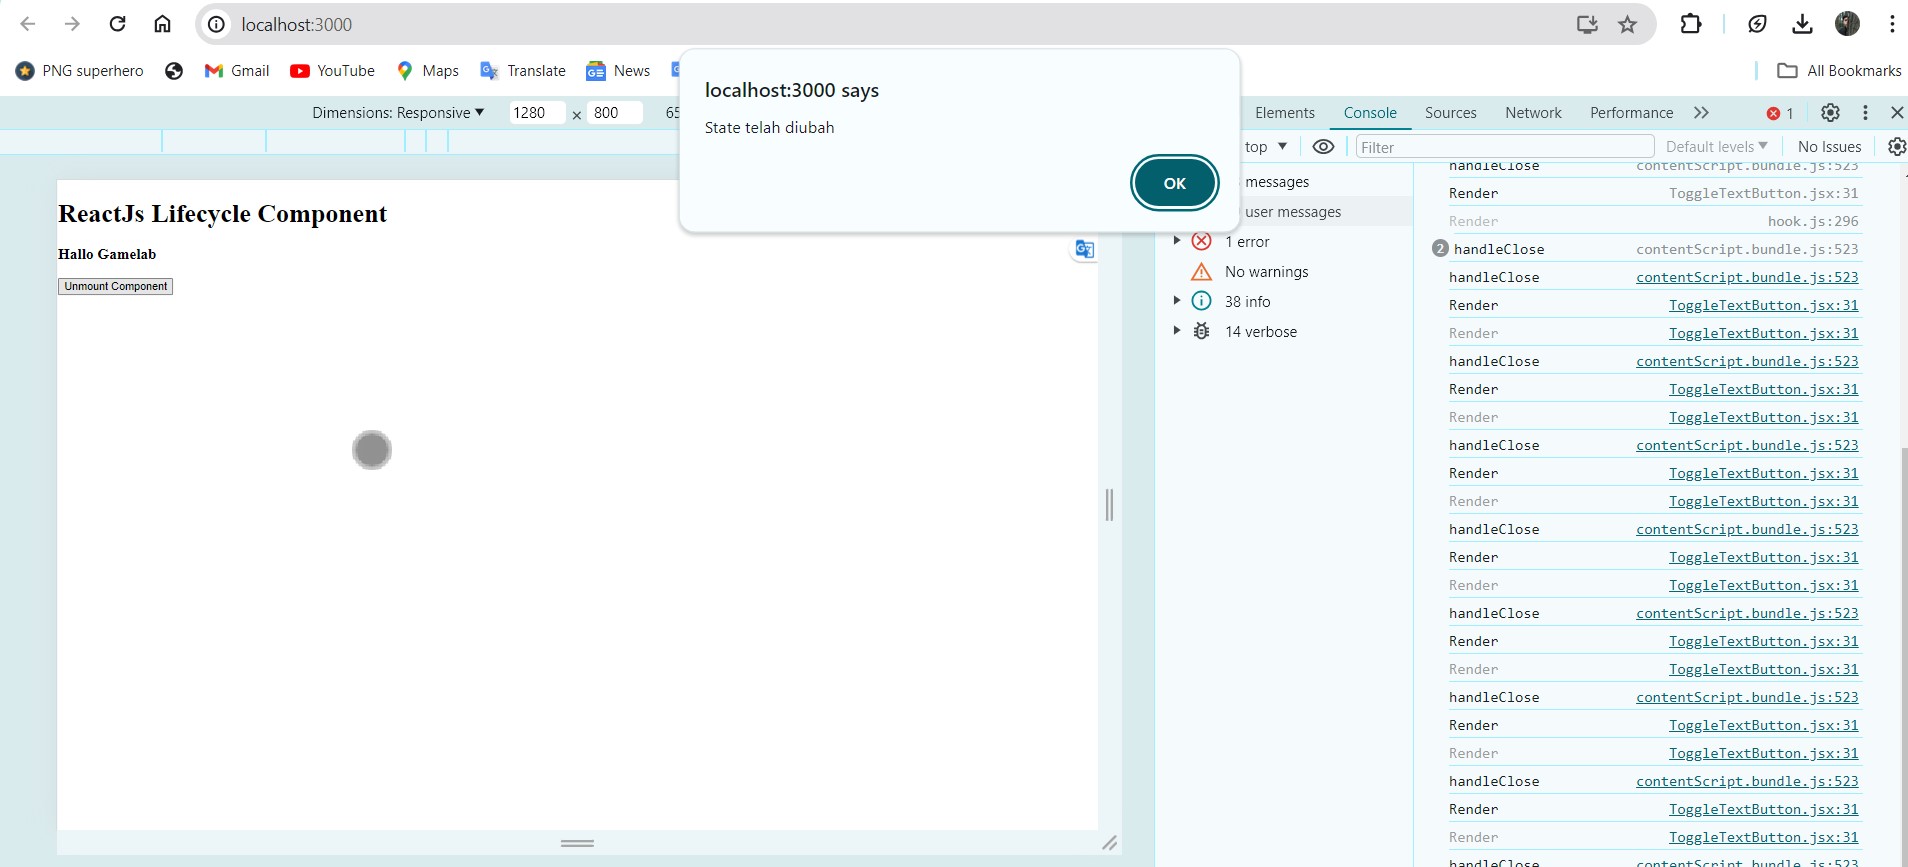 localhost:3000
PNG superhero
Gmail
YouTube
Maps
Translate
News
All Bookmarks
localhost:3000 says
State telah diubah
OK
Dimensions: Responsive
1280 × 800
Elements
Console
Sources
Network
Performance
1
top
Filter
Default levels
No Issues
ReactJs Lifecycle Component
Hallo Gamelab
Unmount Component
messages
user messages
1 error
No warnings
38 info
14 verbose
handleClose contentScript.bundle.js:523
Render ToggleTextButton.jsx:31
Render hook.js:296
2 handleClose contentScript.bundle.js:523
handleClose contentScript.bundle.js:523
Render ToggleTextButton.jsx:31
Render ToggleTextButton.jsx:31
handleClose contentScript.bundle.js:523
Render ToggleTextButton.jsx:31
Render ToggleTextButton.jsx:31
handleClose contentScript.bundle.js:523
Render ToggleTextButton.jsx:31
Render ToggleTextButton.jsx:31
handleClose contentScript.bundle.js:523
Render ToggleTextButton.jsx:31
Render ToggleTextButton.jsx:31
handleClose contentScript.bundle.js:523
Render ToggleTextButton.jsx:31
Render ToggleTextButton.jsx:31
handleClose contentScript.bundle.js:523
Render ToggleTextButton.jsx:31
Render ToggleTextButton.jsx:31
handleClose contentScript.bundle.js:523
Render ToggleTextButton.jsx:31
Render ToggleTextButton.jsx:31
handleClose contentScript.bundle.js:523